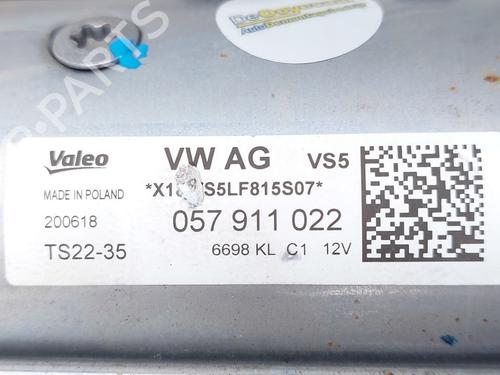 Valeo
VW AG VS5
MADE IN POLAND
200618
057 911 022
TS22-35
6698 KL C1 12V